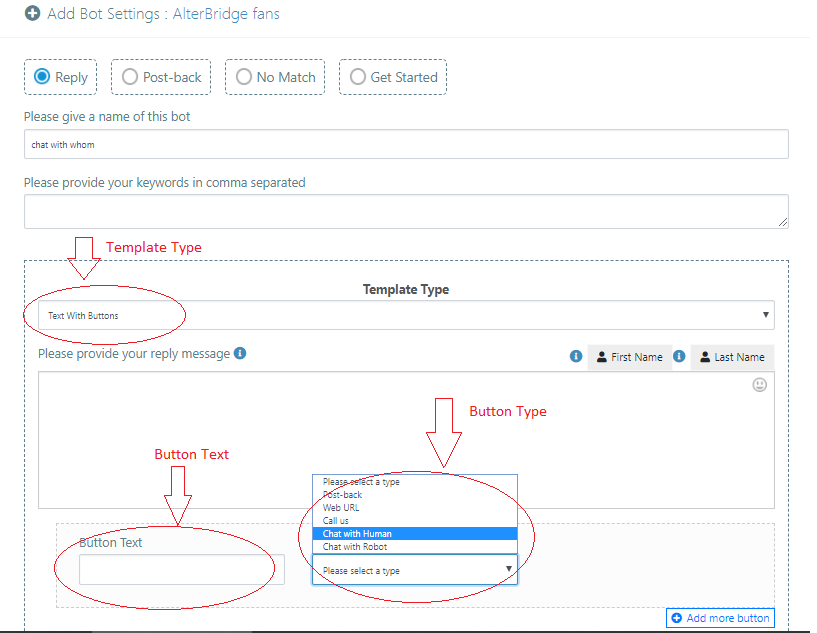 Add Bot Settings : AlterBridge fans
Reply Post-back No Match Get Started
Please give a name of this bot
chat with whom
Please provide your keywords in comma separated
Template Type
Template Type
Text With Buttons
Please provide your reply message First Name Last Name
Button Type
Button Text
Please select a type
Post-back
Web URL
Call us
Chat with Human
Chat with Robot
Button Text
Please select a type
Add more button